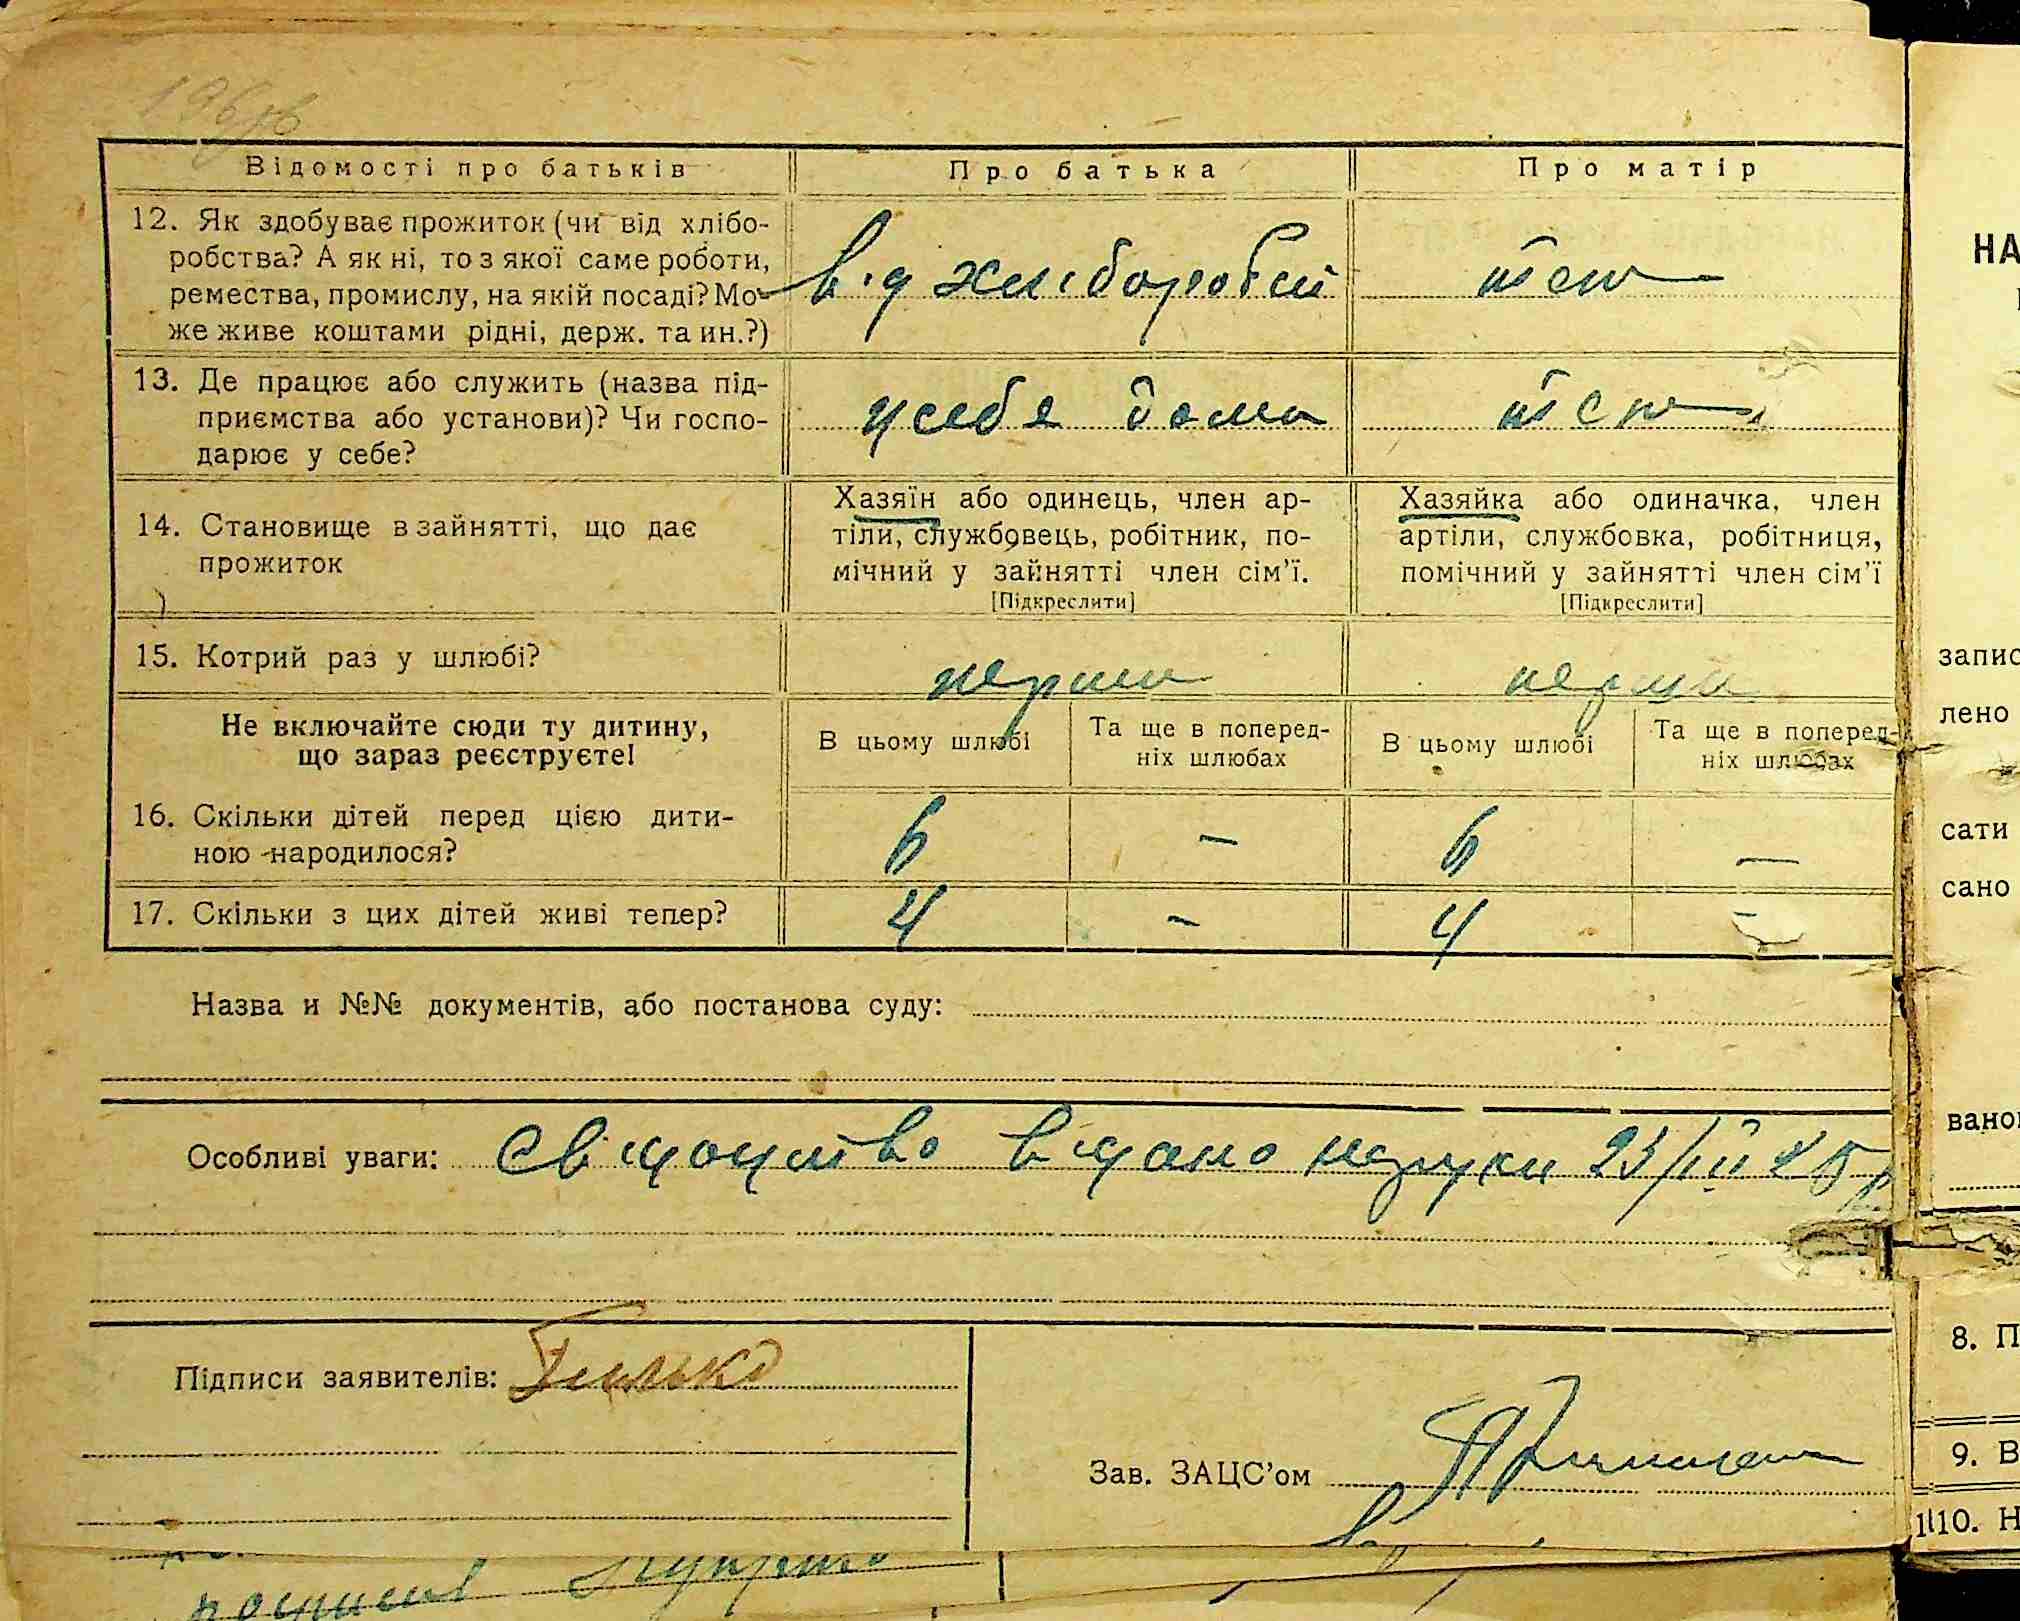 196зв
Відомості про батьків
Про батька
Про матір
12. Як здобуває прожиток (чи від хлібо-
робства? А як ні, то з якої саме роботи,
ремества, промислу, на якій посаді? Мо-
же живе коштами рідні, держ. та ин.?)
від хліборобст
теж
13. Де працює або служить (назва під-
приємства або установи)? Чи госпо-
дарює у себе?
у себе дома
теж
14. Становище в зайнятті, що дає
прожиток
Хазяїн або одинець, член ар-
тіли, службовець, робітник, по-
мічний у зайнятті член сім'ї.
[Підкреслити]
Хазяйка або одиначка, член
артіли, службовка, робітниця,
помічний у зайнятті член сім'ї
[Підкреслити]
15. Котрий раз у шлюбі?
перши
перши
Не включайте сюди ту дитину,
що зараз реєструєте!
В цьому шлюбі
Та ще в поперед-
ніх шлюбах
В цьому шлюбі
Та ще в поперед-
ніх шлюбах
16. Скільки дітей перед цією дити-
ною народилося?
6
-
6
-
17. Скільки з цих дітей живі тепер?
4
-
4
-
Назва и №№ документів, або постанова суду:
Особливі уваги: свідоцтво видано на руки 23/III
Підписи заявителів:
Зав. ЗАЦС'ом
НА
запис
лено
сати
сано
вано
8. П
9. В
10. Н